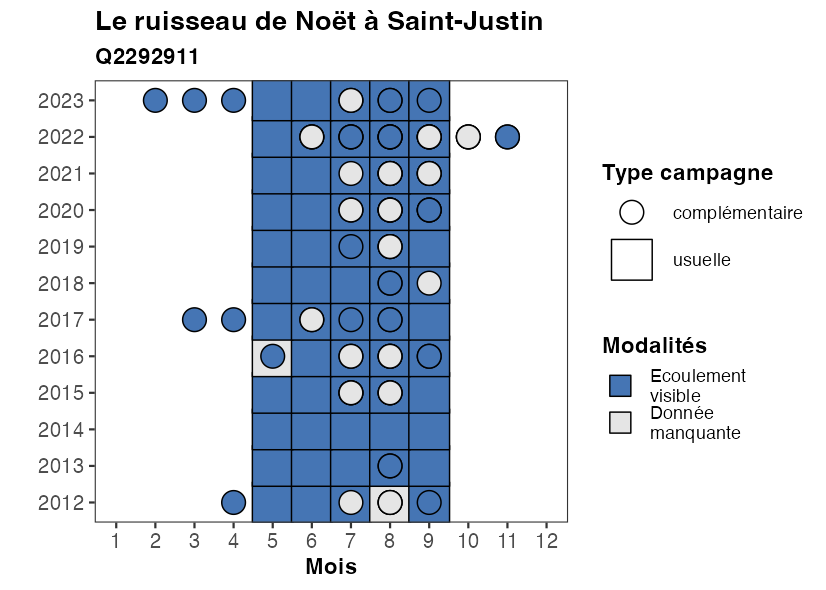 Le ruisseau de Noët à Saint-Justin
Q2292911
2023
2022
2021
2020
2019
2018
2017
2016
2015
2014
2013
2012
1 2 3 4 5 6 7 8 9 10 11 12
Mois
Type campagne
complémentaire
usuelle
Modalités
Ecoulement
visible
Donnée
manquante